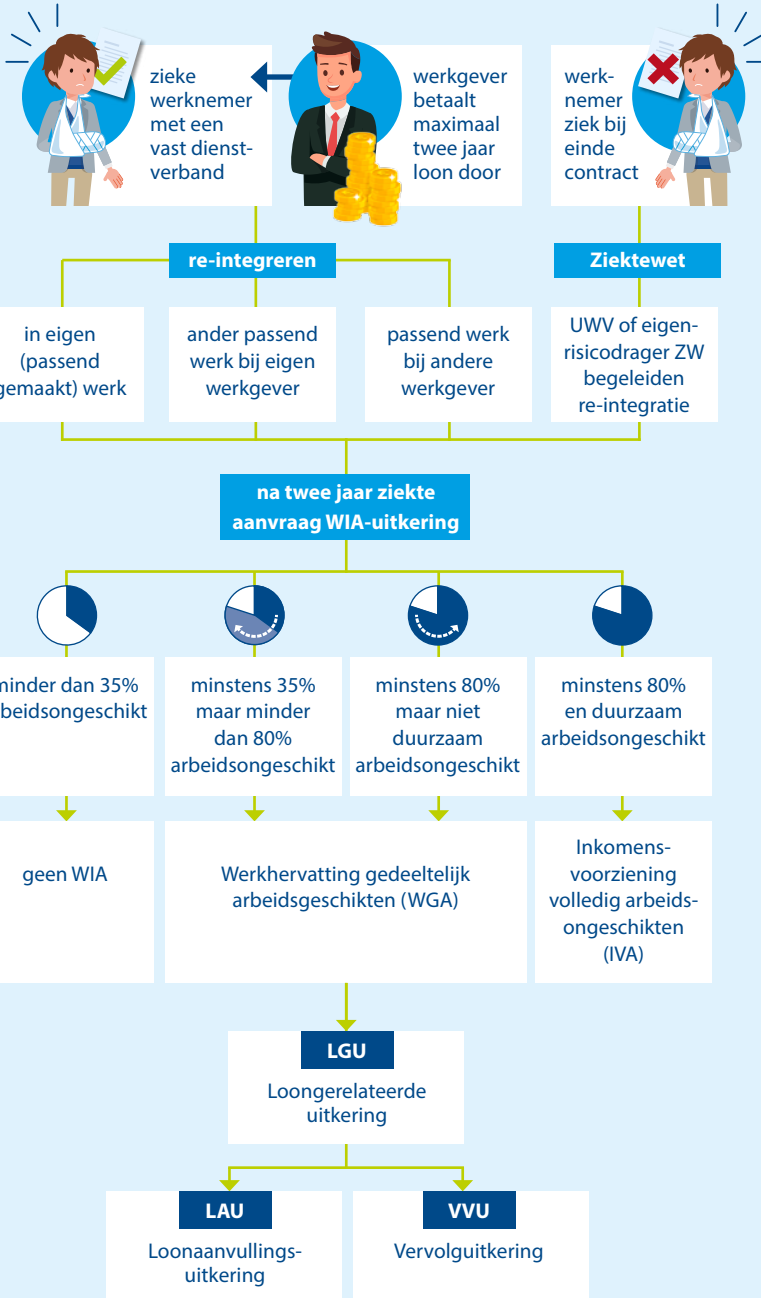 zieke
werknemer
met een
vast dienst-
verband
werkgever
betaalt
maximaal
twee jaar
loon door
werk-
nemer
ziek bij
einde
contract
re-integreren
Ziektewet
in eigen
(passend
gemaakt) werk
ander passend
werk bij eigen
werkgever
passend werk
bij andere
werkgever
UWV of eigen-
risicodrager ZW
begeleiden
re-integratie
na twee jaar ziekte
aanvraag WIA-uitkering
minder dan 35%
beidsongeschikt
minstens 35%
maar minder
dan 80%
arbeidsongeschikt
minstens 80%
maar niet
duurzaam
arbeidsongeschikt
minstens 80%
en duurzaam
arbeidsongeschikt
geen WIA
Werkhervatting gedeeltelijk
arbeidsgeschikten (WGA)
Inkomens-
voorziening
volledig arbeids-
ongeschikten
(IVA)
LGU
Loongerelateerde
uitkering
LAU
Loonaanvullings-
uitkering
VVU
Vervolguitkering